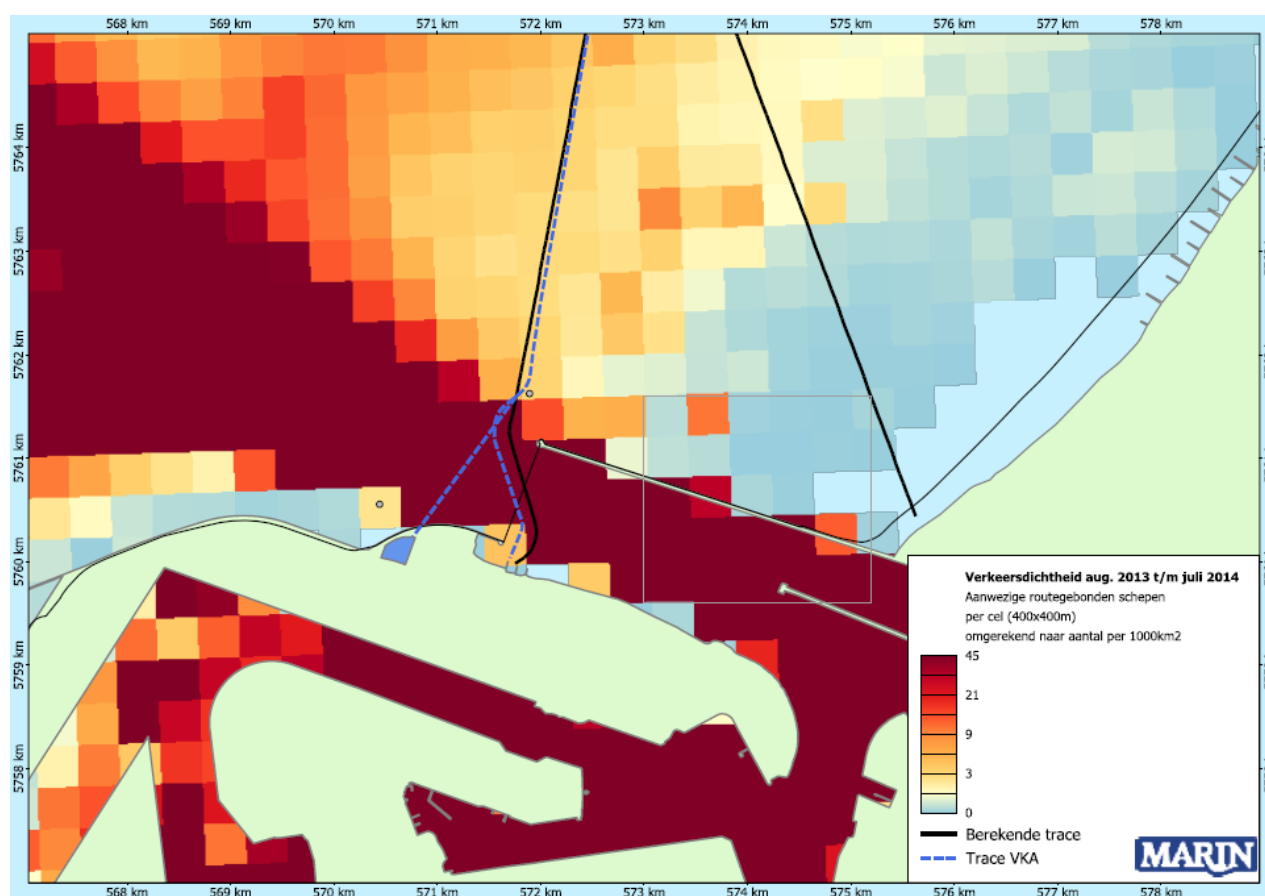 568 km 569 km 570 km 571 km 572 km 573 km 574 km 575 km 576 km 577 km 578 km
5764 km
5763 km
5762 km
5761 km
5760 km
5759 km
5758 km
Verkeersdichtheid aug. 2013 t/m juli 2014
Aanwezige routegebonden schepen
per cel (400x400m)
omgerekend naar aantal per 1000km2
45
21
9
3
0
Berekende trace
Trace VKA
MARIN
568 km 569 km 570 km 571 km 572 km 573 km 574 km 575 km 576 km 577 km 578 km